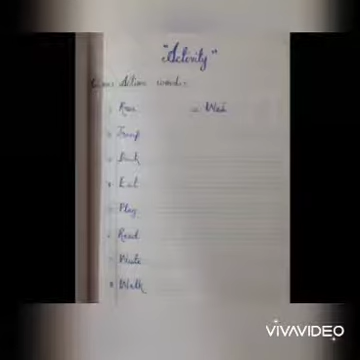 "Activity"
Some Action words
Run
Jump
Drink
Eat
Play
Read
Write
Walk
VIVAVIDEO